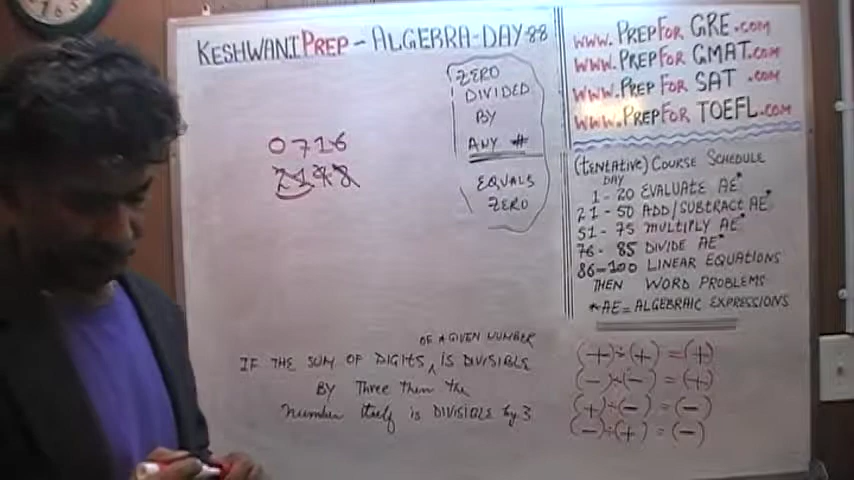 KESHWANIPREP - ALGEBRA - DAY-88
0716
ZERO
DIVIDED
BY
ANY #
EQUALS
ZERO
OF A GIVEN NUMBER
IF THE SUM OF DIGITS ^ IS DIVISIBLE
BY Three then the
number itself is DIVISIBLE by 3
WWW.PREPFOR GRE.COM
WWW.PREPFOR GMAT.COM
WWW.PREP FOR SAT .COM
WWW.PREPFOR TOEFL.COM
(TENTATIVE) COURSE SCHEDULE
DAY
1 - 20 EVALUATE AE*
21 - 50 ADD/SUBTRACT AE*
51 - 75 MULTIPLY AE*
76 - 85 DIVIDE AE*
86-100 LINEAR EQUATIONS
THEN WORD PROBLEMS
*AE = ALGEBRAIC EXPRESSIONS
(+)÷(+) = (+)
(-)÷(-) = (+)
(+)÷(-) = (-)
(-)÷(+) = (-)